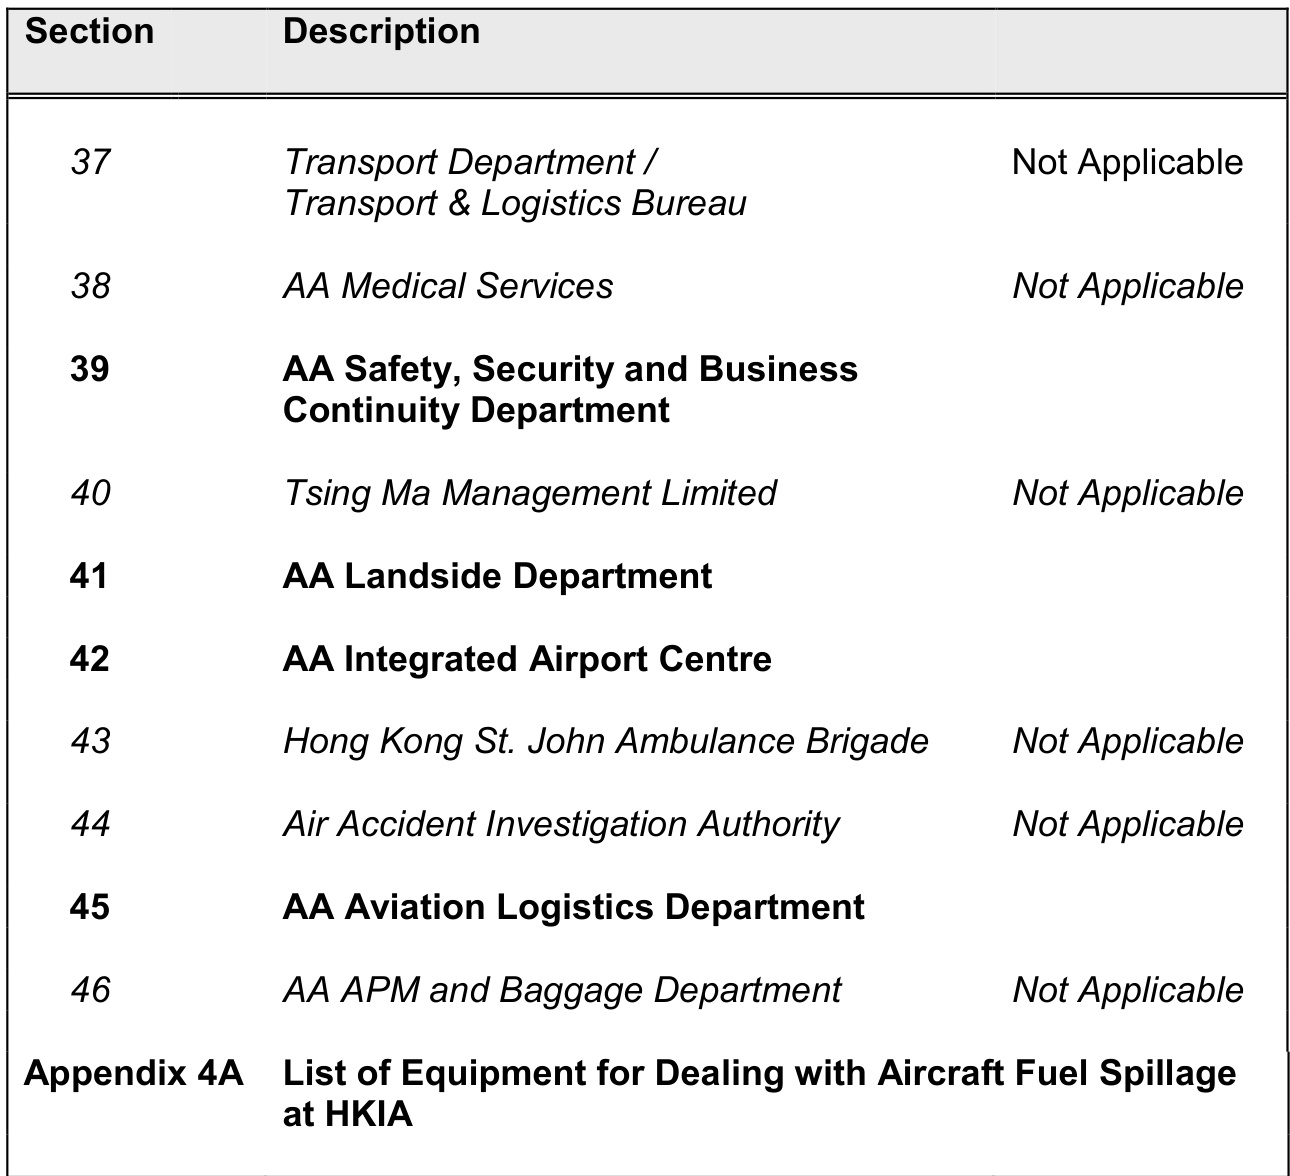 Section Description
37 Transport Department / Not Applicable
Transport & Logistics Bureau
38 AA Medical Services Not Applicable
39 AA Safety, Security and Business
Continuity Department
40 Tsing Ma Management Limited Not Applicable
41 AA Landside Department
42 AA Integrated Airport Centre
43 Hong Kong St. John Ambulance Brigade Not Applicable
44 Air Accident Investigation Authority Not Applicable
45 AA Aviation Logistics Department
46 AA APM and Baggage Department Not Applicable
Appendix 4A List of Equipment for Dealing with Aircraft Fuel Spillage
at HKIA